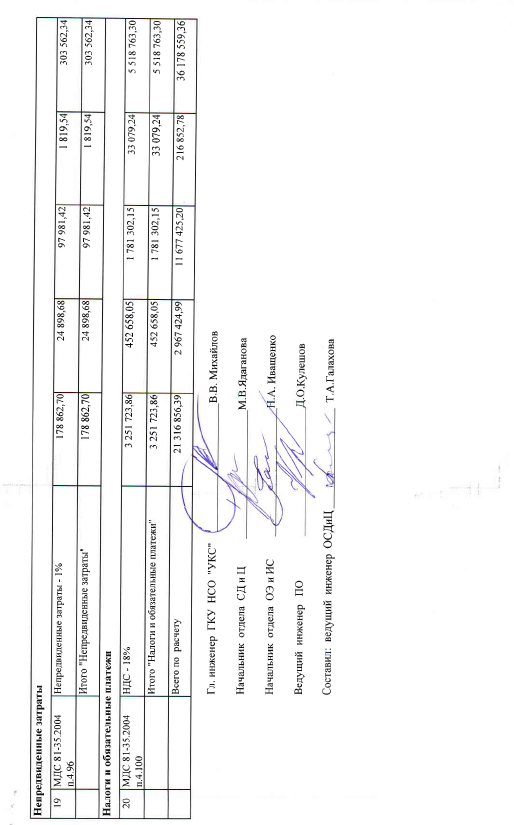 Непредвиденные затраты
19 МДС 81-35.2004 п.4.96 Непредвиденные затраты - 1% 178 862,70 24 898,68 97 981,42 1 819,54 303 562,34
Итого "Непредвиденные затраты" 178 862,70 24 898,68 97 981,42 1 819,54 303 562,34
Налоги и обязательные платежи
20 МДС 81-35.2004 п.4.100 НДС - 18% 3 251 723,86 452 658,05 1 781 302,15 33 079,24 5 518 763,30
Итого "Налоги и обязательные платежи" 3 251 723,86 452 658,05 1 781 302,15 33 079,24 5 518 763,30
Всего по расчету 21 316 856,39 2 967 424,99 11 677 425,20 216 852,78 36 178 559,36
Гл. инженер ГКУ НСО "УКС" В.В. Михайлов
Начальник отдела СД и Ц М.В.Ядаганова
Начальник отдела ОЭ и ИС Н.А. Иващенко
Ведущий инженер ПО Д.О.Кулешов
Составил: ведущий инженер ОСДиЦ Т.А.Галахова